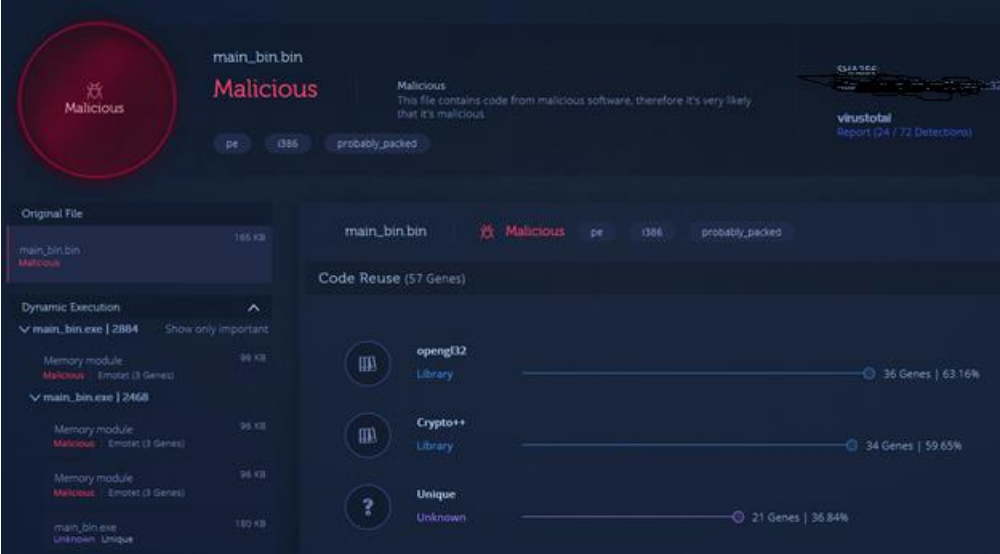 main_bin.bin
Malicious
Malicious
Malicious
This file contains code from malicious software, therefore it's very likely
that it's malicious.
pe i386 probably_packed
virustotal
Report (24 / 72 Detections)
Original File
165 KB
main_bin.bin
Malicious
Dynamic Execution
main_bin.exe | 2884 Show only important
Memory module 96 KB
Malicious Emotet (3 Genes)
main_bin.exe | 2468
Memory module 96 KB
Malicious Emotet (3 Genes)
Memory module 96 KB
Malicious Emotet (3 Genes)
main_bin.exe 180 KB
Unknown Unique
main_bin.bin Malicious pe i386 probably_packed
Code Reuse (57 Genes)
opengl32
Library
36 Genes | 63.16%
Crypto++
Library
34 Genes | 59.65%
?
Unique
Unknown
21 Genes | 36.84%